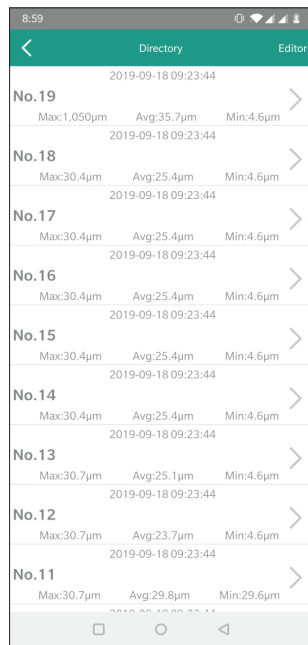 8:59
Directory Editor
2019-09-18 09:23:44
No.19
Max:1,050μm Avg:35.7μm Min:4.6μm
2019-09-18 09:23:44
No.18
Max:30.4μm Avg:25.4μm Min:4.6μm
2019-09-18 09:23:44
No.17
Max:30.4μm Avg:25.4μm Min:4.6μm
2019-09-18 09:23:44
No.16
Max:30.4μm Avg:25.4μm Min:4.6μm
2019-09-18 09:23:44
No.15
Max:30.4μm Avg:25.4μm Min:4.6μm
2019-09-18 09:23:44
No.14
Max:30.4μm Avg:25.4μm Min:4.6μm
2019-09-18 09:23:44
No.13
Max:30.7μm Avg:25.1μm Min:4.6μm
2019-09-18 09:23:44
No.12
Max:30.7μm Avg:23.7μm Min:4.6μm
2019-09-18 09:23:44
No.11
Max:30.7μm Avg:29.8μm Min:29.6μm